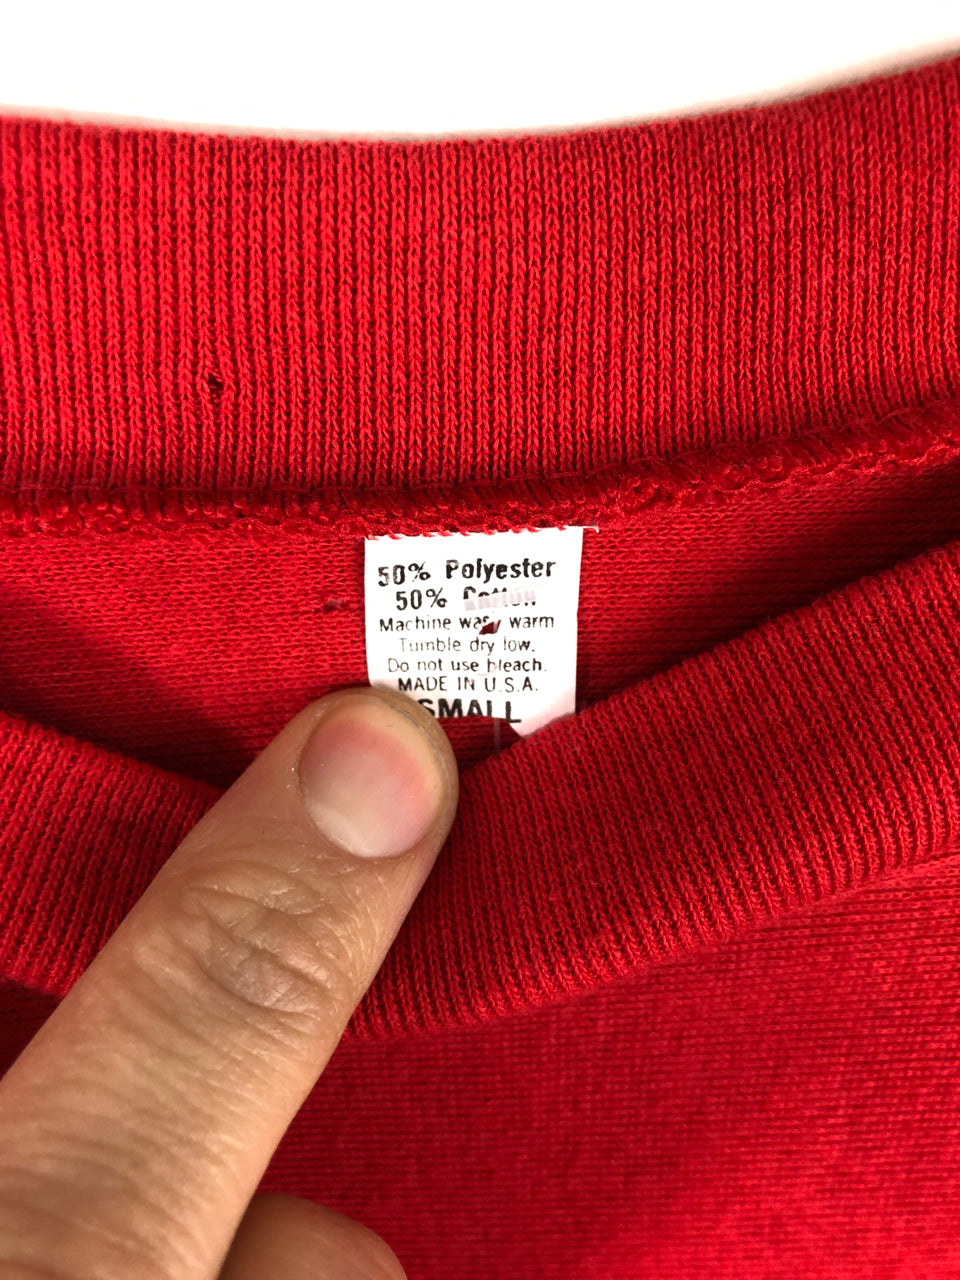 50% Polyester
50% Cotton
Machine wash warm
Tumble dry low.
Do not use bleach.
MADE IN U.S.A.
SMALL